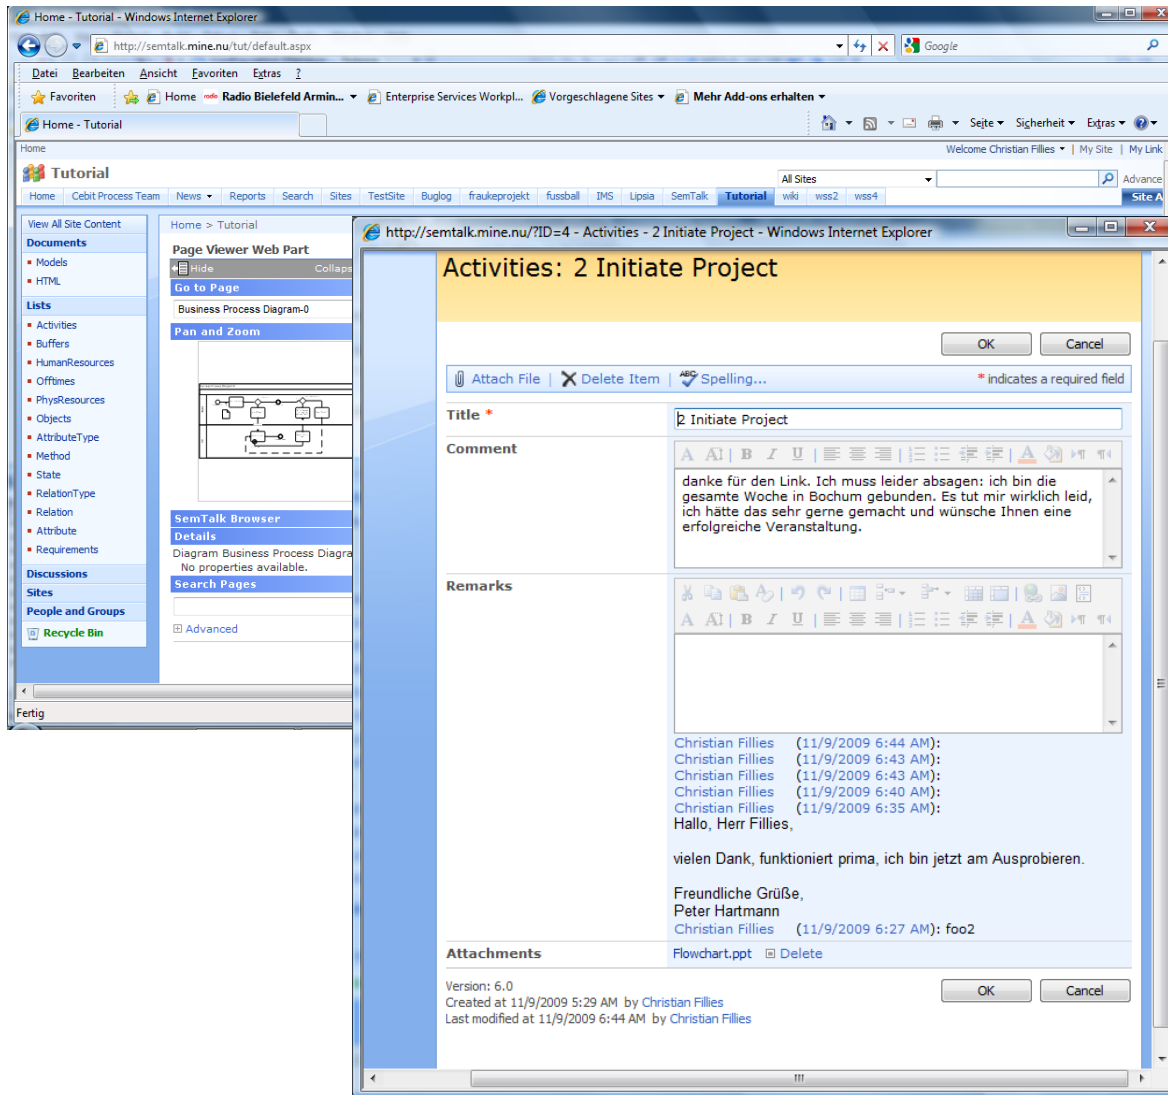 Home - Tutorial - Windows Internet Explorer
http://semtalk.mine.nu/tut/default.aspx
Google
Datei Bearbeiten Ansicht Favoriten Extras ?
Favoriten Home Radio Bielefeld Armin... Enterprise Services Workpl... Vorgeschlagene Sites Mehr Add-ons erhalten
Home - Tutorial
Seite Sicherheit Extras
Home
Welcome Christian Fillies | My Site | My Link
Tutorial
All Sites
Advance
Home Cebit Process Team News Reports Search Sites TestSite Buglog fraukeprojekt fussball IMS Lipsia SemTalk Tutorial wiki wss2 wss4
Site A
View All Site Content
Documents
Models
HTML
Lists
Activities
Buffers
HumanResources
Offtimes
PhysResources
Objects
AttributeType
Method
State
RelationType
Relation
Attribute
Requirements
Discussions
Sites
People and Groups
Recycle Bin
Home > Tutorial
Page Viewer Web Part
Hide Collaps
Go to Page
Business Process Diagram-0
Pan and Zoom
SemTalk Browser
Details
Diagram Business Process Diagra
No properties available.
Search Pages
Advanced
Fertig
http://semtalk.mine.nu/?ID=4 - Activities - 2 Initiate Project - Windows Internet Explorer
Activities: 2 Initiate Project
OK Cancel
Attach File | Delete Item | Spelling...
* indicates a required field
Title *
2 Initiate Project
Comment
danke für den Link. Ich muss leider absagen: ich bin die
gesamte Woche in Bochum gebunden. Es tut mir wirklich leid,
ich hätte das sehr gerne gemacht und wünsche Ihnen eine
erfolgreiche Veranstaltung.
Remarks
Christian Fillies (11/9/2009 6:44 AM):
Christian Fillies (11/9/2009 6:43 AM):
Christian Fillies (11/9/2009 6:43 AM):
Christian Fillies (11/9/2009 6:40 AM):
Christian Fillies (11/9/2009 6:35 AM):
Hallo, Herr Fillies,
vielen Dank, funktioniert prima, ich bin jetzt am Ausprobieren.
Freundliche Grüße,
Peter Hartmann
Christian Fillies (11/9/2009 6:27 AM): foo2
Attachments
Flowchart.ppt Delete
Version: 6.0
Created at 11/9/2009 5:29 AM by Christian Fillies
Last modified at 11/9/2009 6:44 AM by Christian Fillies
OK Cancel